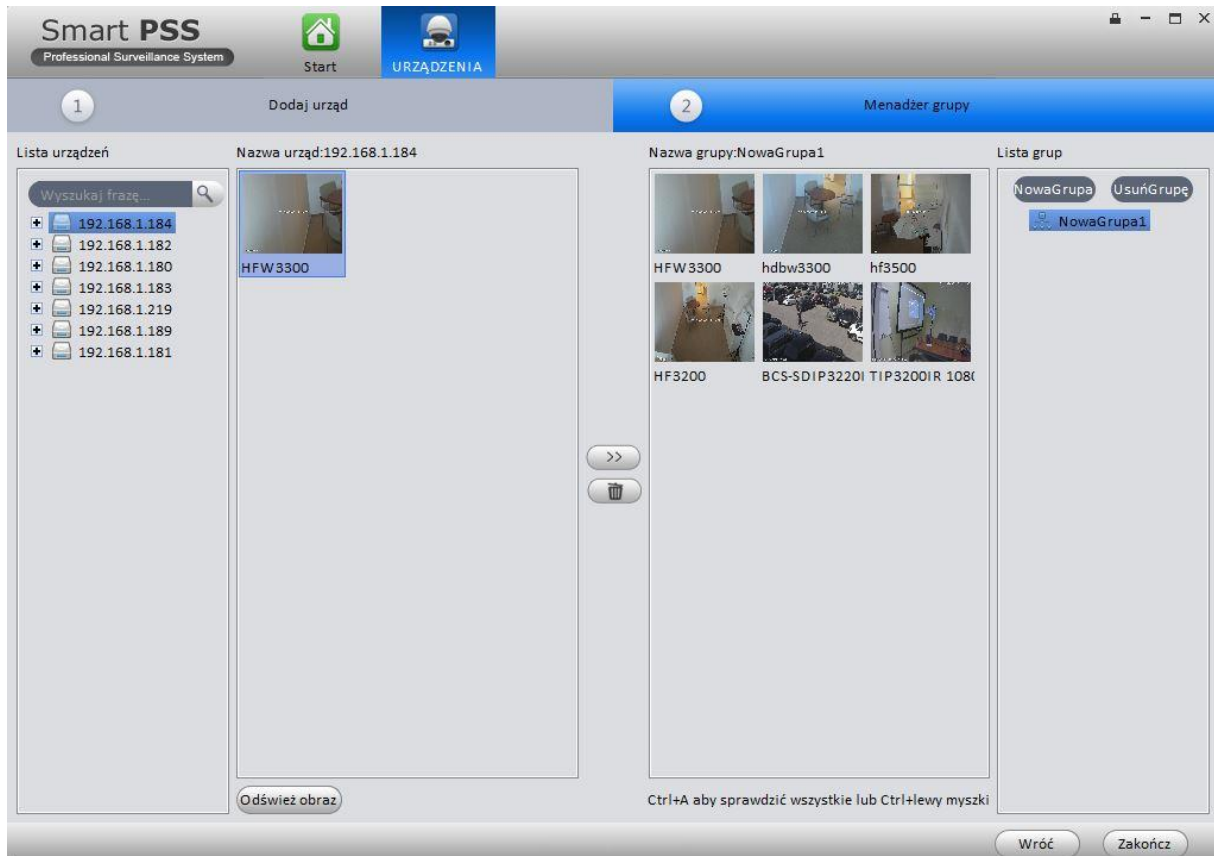 Smart PSS
Professional Surveillance System
Start
URZĄDZENIA
1
Dodaj urząd
2
Menadżer grupy
Lista urządzeń
Nazwa urząd:192.168.1.184
Nazwa grupy:NowaGrupa1
Lista grup
Wyszukaj frazę...
192.168.1.184
192.168.1.182
192.168.1.180
192.168.1.183
192.168.1.219
192.168.1.189
192.168.1.181
HFW3300
>>
HFW3300 hdbw3300 hf3500
HF3200 BCS-SDIP3220I TIP3200IR 108(
NowaGrupa UsuńGrupę
NowaGrupa1
Odśwież obraz
Ctrl+A aby sprawdzić wszystkie lub Ctrl+lewy myszki
Wróć Zakończ